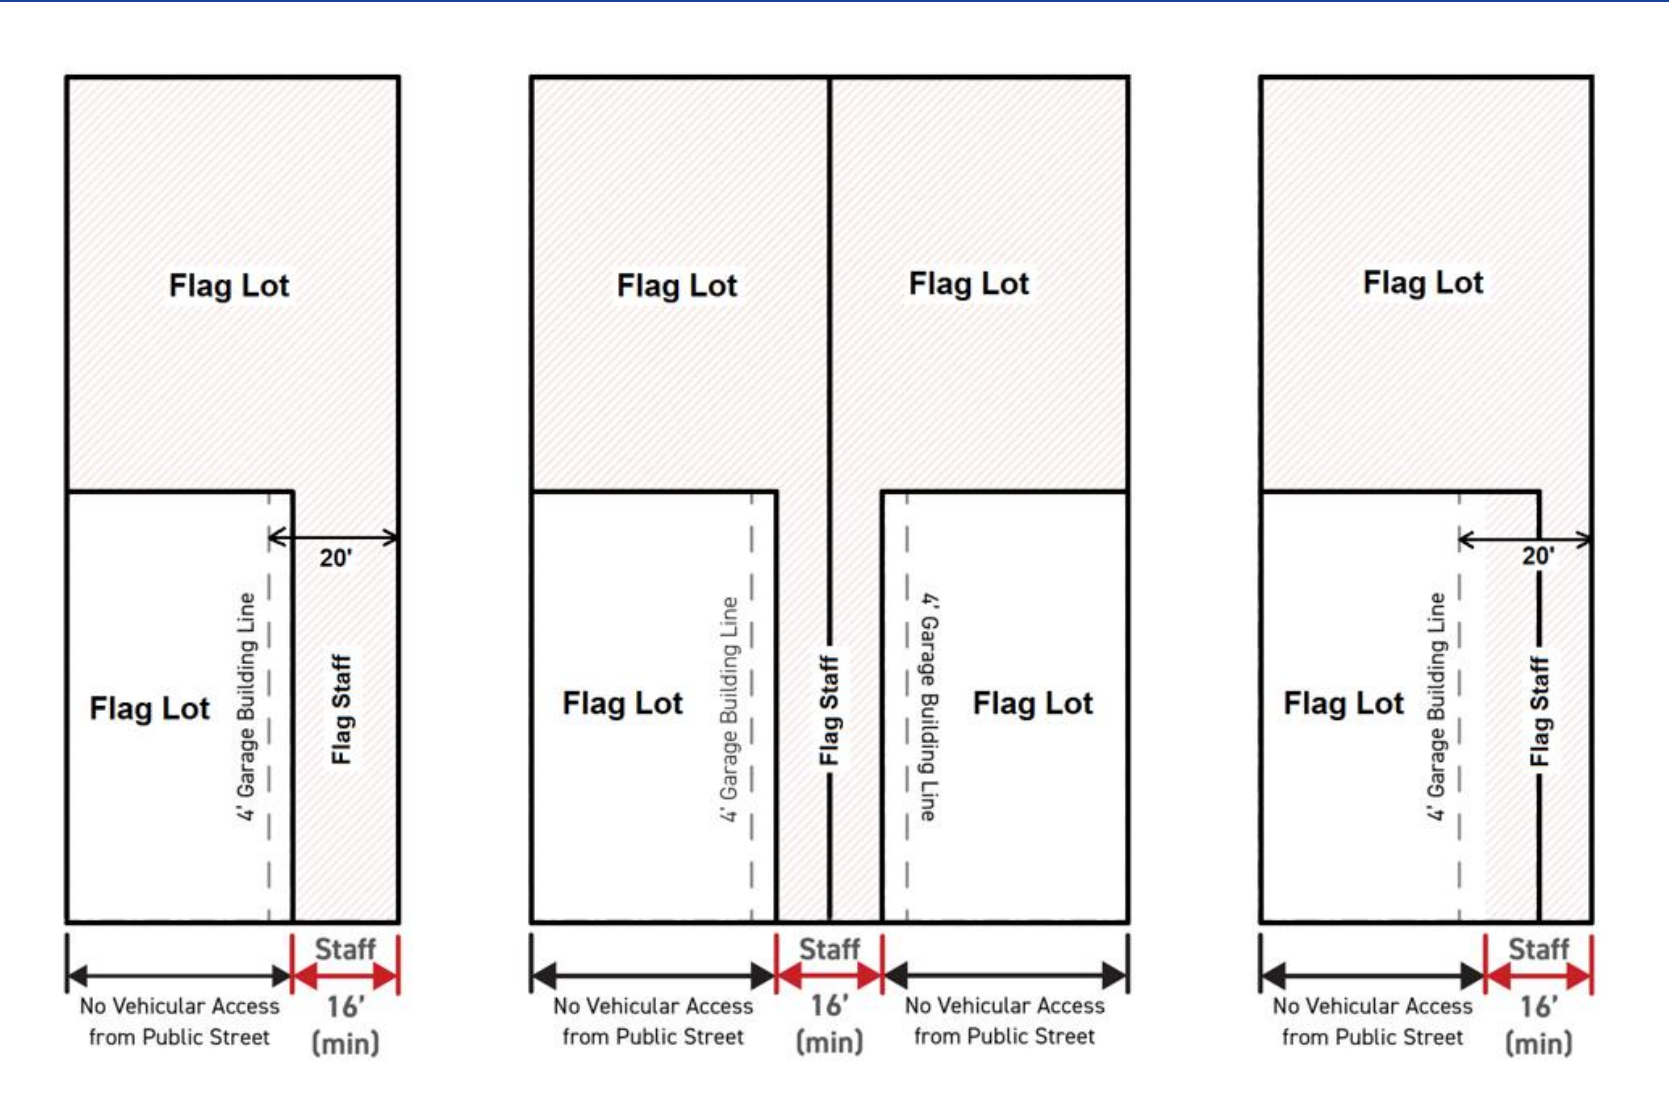 Flag Lot
20'
4' Garage Building Line
Flag Staff
Flag Lot
Staff
16'
(min)
No Vehicular Access
from Public Street
Flag Lot
Flag Lot
4' Garage Building Line
Flag Staff
4' Garage Building Line
Flag Lot
Flag Lot
No Vehicular Access
from Public Street
Staff
16'
(min)
No Vehicular Access
from Public Street
Flag Lot
20'
4' Garage Building Line
Flag Staff
Flag Lot
No Vehicular Access
from Public Street
Staff
16'
(min)